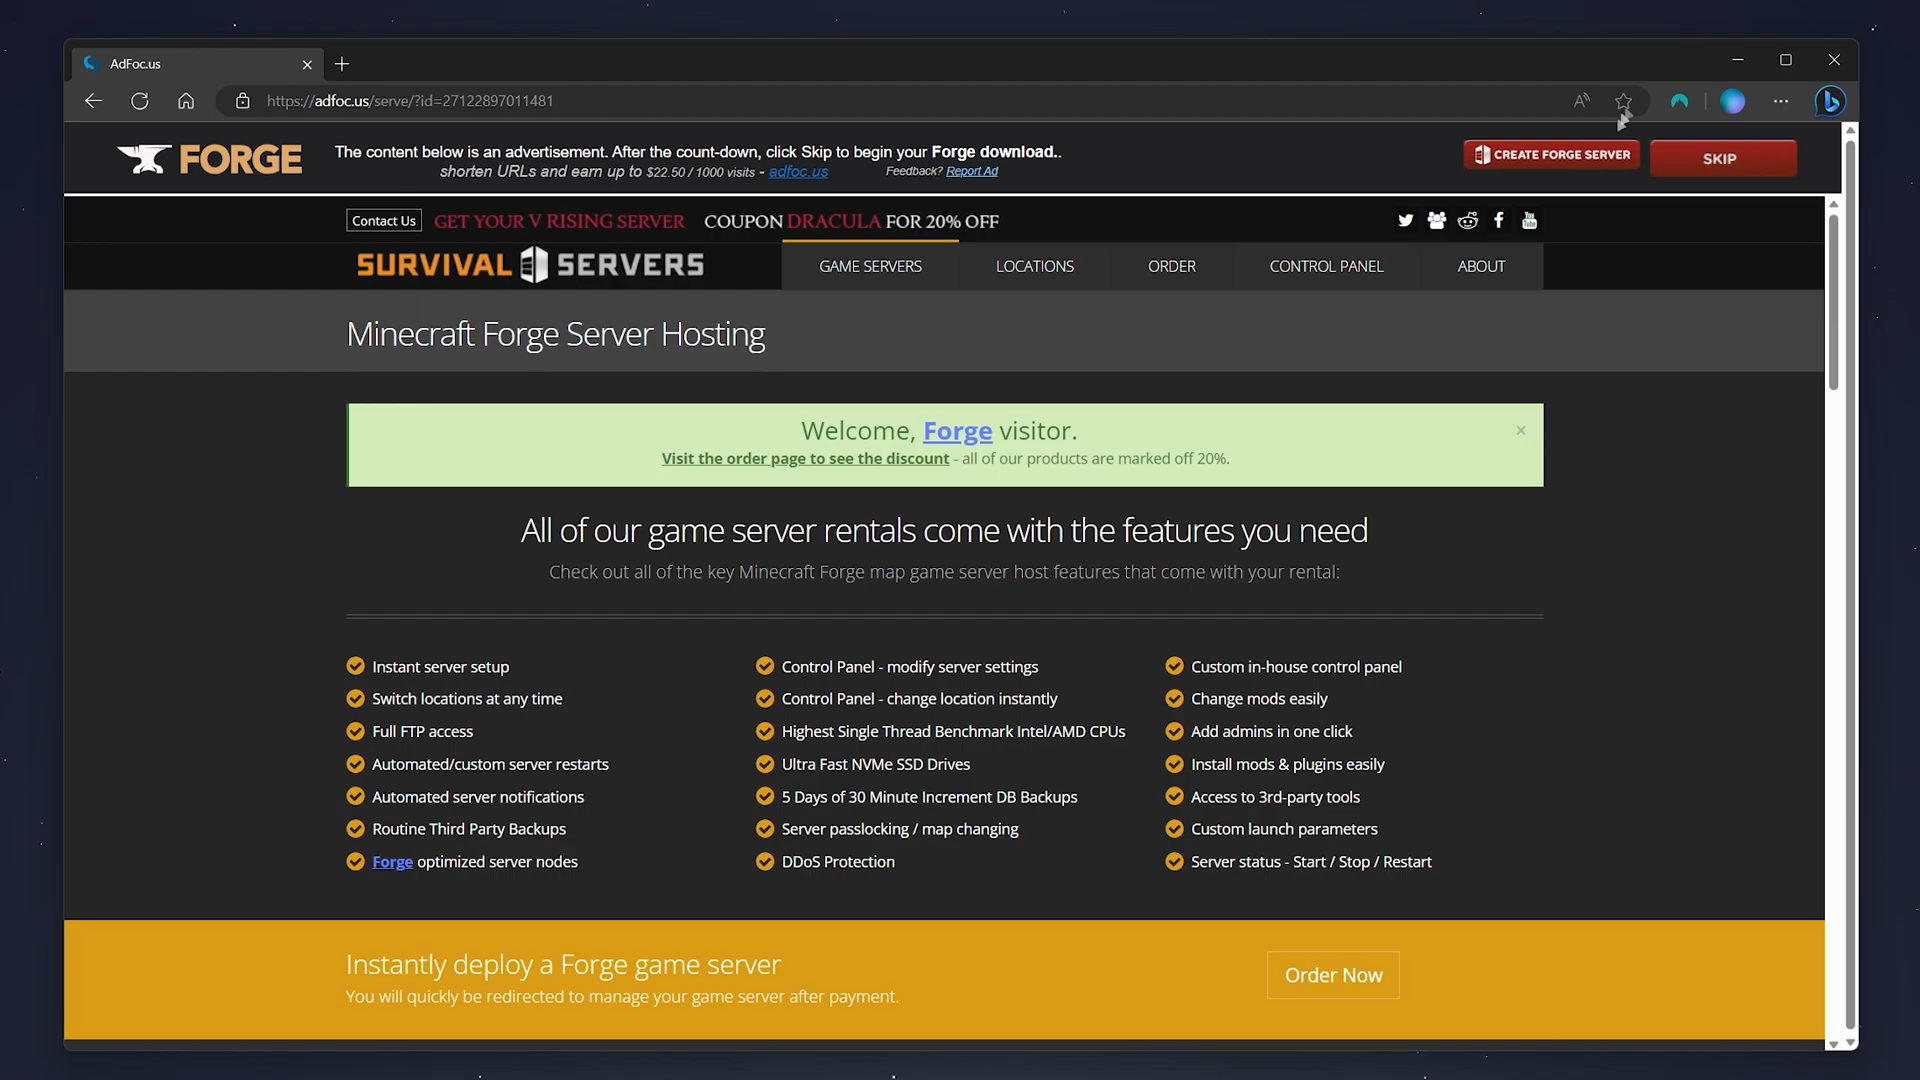 AdFoc.us
https://adfoc.us/serve/?id=27122897011481
FORGE
The content below is an advertisement. After the count-down, click Skip to begin your Forge download..
shorten URLs and earn up to $22.50 / 1000 visits - adfoc.us
Feedback? Report Ad
CREATE FORGE SERVER
SKIP
Contact Us
GET YOUR V RISING SERVER COUPON DRACULA FOR 20% OFF
SURVIVAL SERVERS
GAME SERVERS
LOCATIONS
ORDER
CONTROL PANEL
ABOUT
Minecraft Forge Server Hosting
Welcome, Forge visitor.
×
Visit the order page to see the discount - all of our products are marked off 20%.
All of our game server rentals come with the features you need
Check out all of the key Minecraft Forge map game server host features that come with your rental:
Instant server setup
Switch locations at any time
Full FTP access
Automated/custom server restarts
Automated server notifications
Routine Third Party Backups
Forge optimized server nodes
Control Panel - modify server settings
Control Panel - change location instantly
Highest Single Thread Benchmark Intel/AMD CPUs
Ultra Fast NVMe SSD Drives
5 Days of 30 Minute Increment DB Backups
Server passlocking / map changing
DDoS Protection
Custom in-house control panel
Change mods easily
Add admins in one click
Install mods & plugins easily
Access to 3rd-party tools
Custom launch parameters
Server status - Start / Stop / Restart
Instantly deploy a Forge game server
You will quickly be redirected to manage your game server after payment.
Order Now